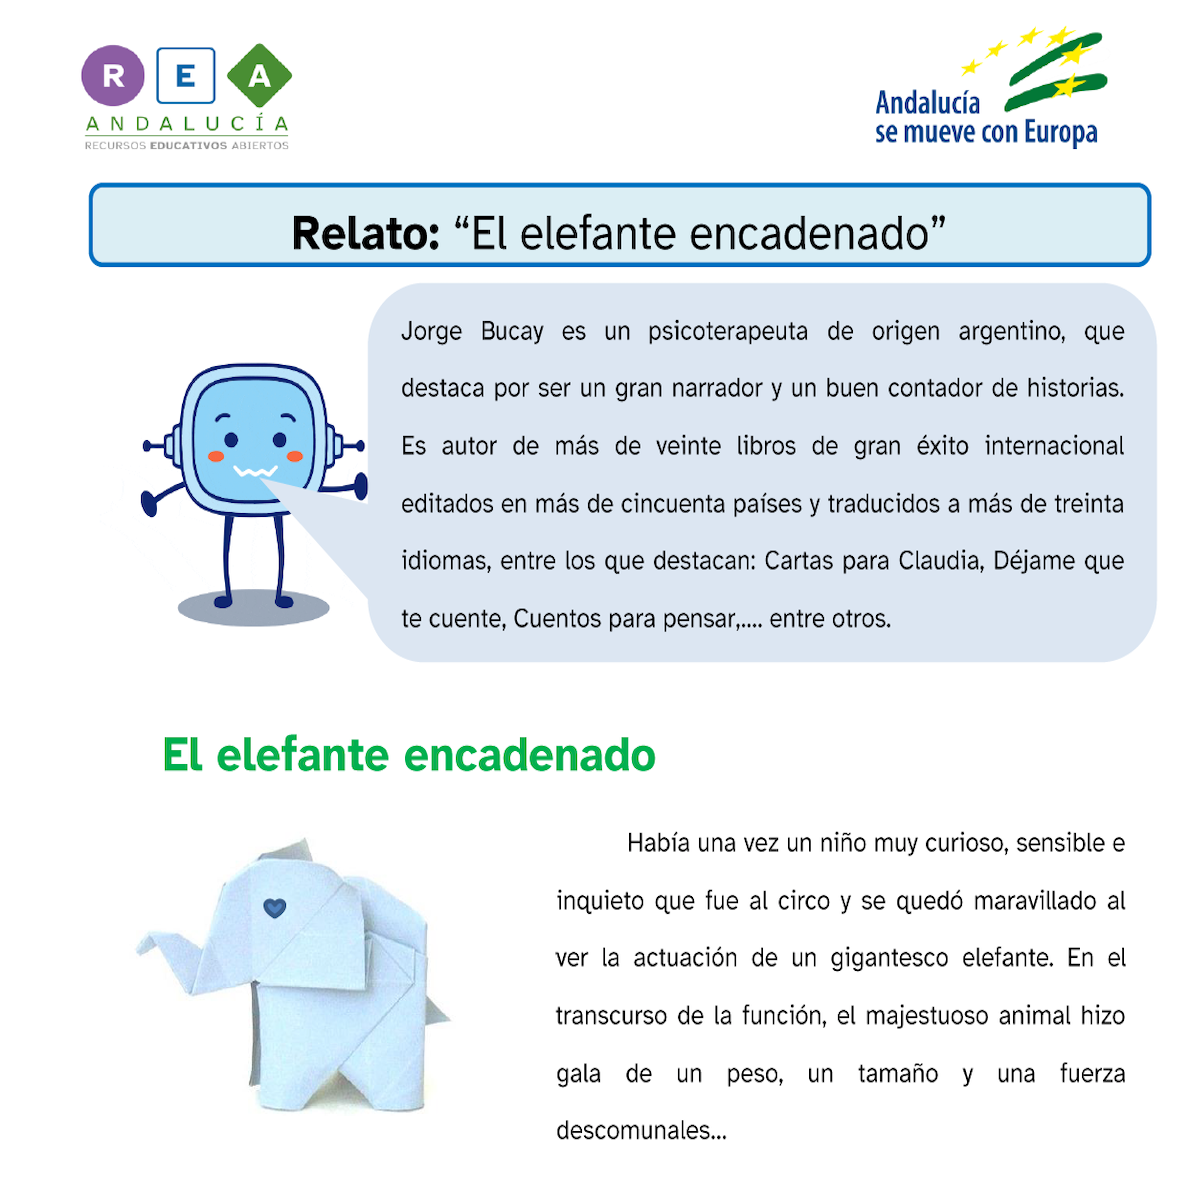 R E A
ANDALUCÍA
RECURSOS EDUCATIVOS ABIERTOS
Andalucía
se mueve con Europa
Relato: “El elefante encadenado”
Jorge Bucay es un psicoterapeuta de origen argentino, que
destaca por ser un gran narrador y un buen contador de historias.
Es autor de más de veinte libros de gran éxito internacional
editados en más de cincuenta países y traducidos a más de treinta
idiomas, entre los que destacan: Cartas para Claudia, Déjame que
te cuente, Cuentos para pensar,.... entre otros.
El elefante encadenado
Había una vez un niño muy curioso, sensible e
inquieto que fue al circo y se quedó maravillado al
ver la actuación de un gigantesco elefante. En el
transcurso de la función, el majestuoso animal hizo
gala de un peso, un tamaño y una fuerza
descomunales...